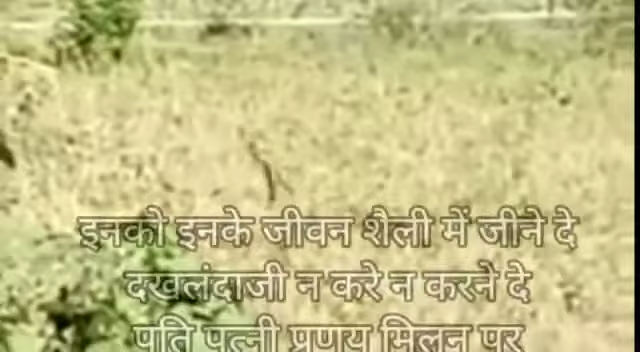 इनको इनके जीवन शैली में जीने दे
दखलंदाजी न करे न करने दे
पति पत्नी प्रणय मिलन पर